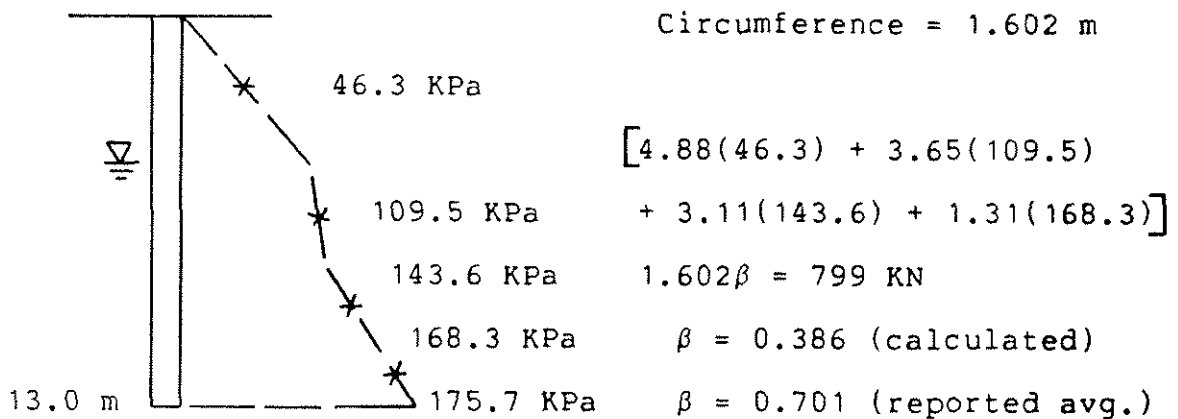 Circumference = 1.602 m
46.3 KPa
[4.88(46.3) + 3.65(109.5)
109.5 KPa
+ 3.11(143.6) + 1.31(168.3)]
143.6 KPa
1.602β = 799 KN
168.3 KPa
β = 0.386 (calculated)
13.0 m
175.7 KPa
β = 0.701 (reported avg.)